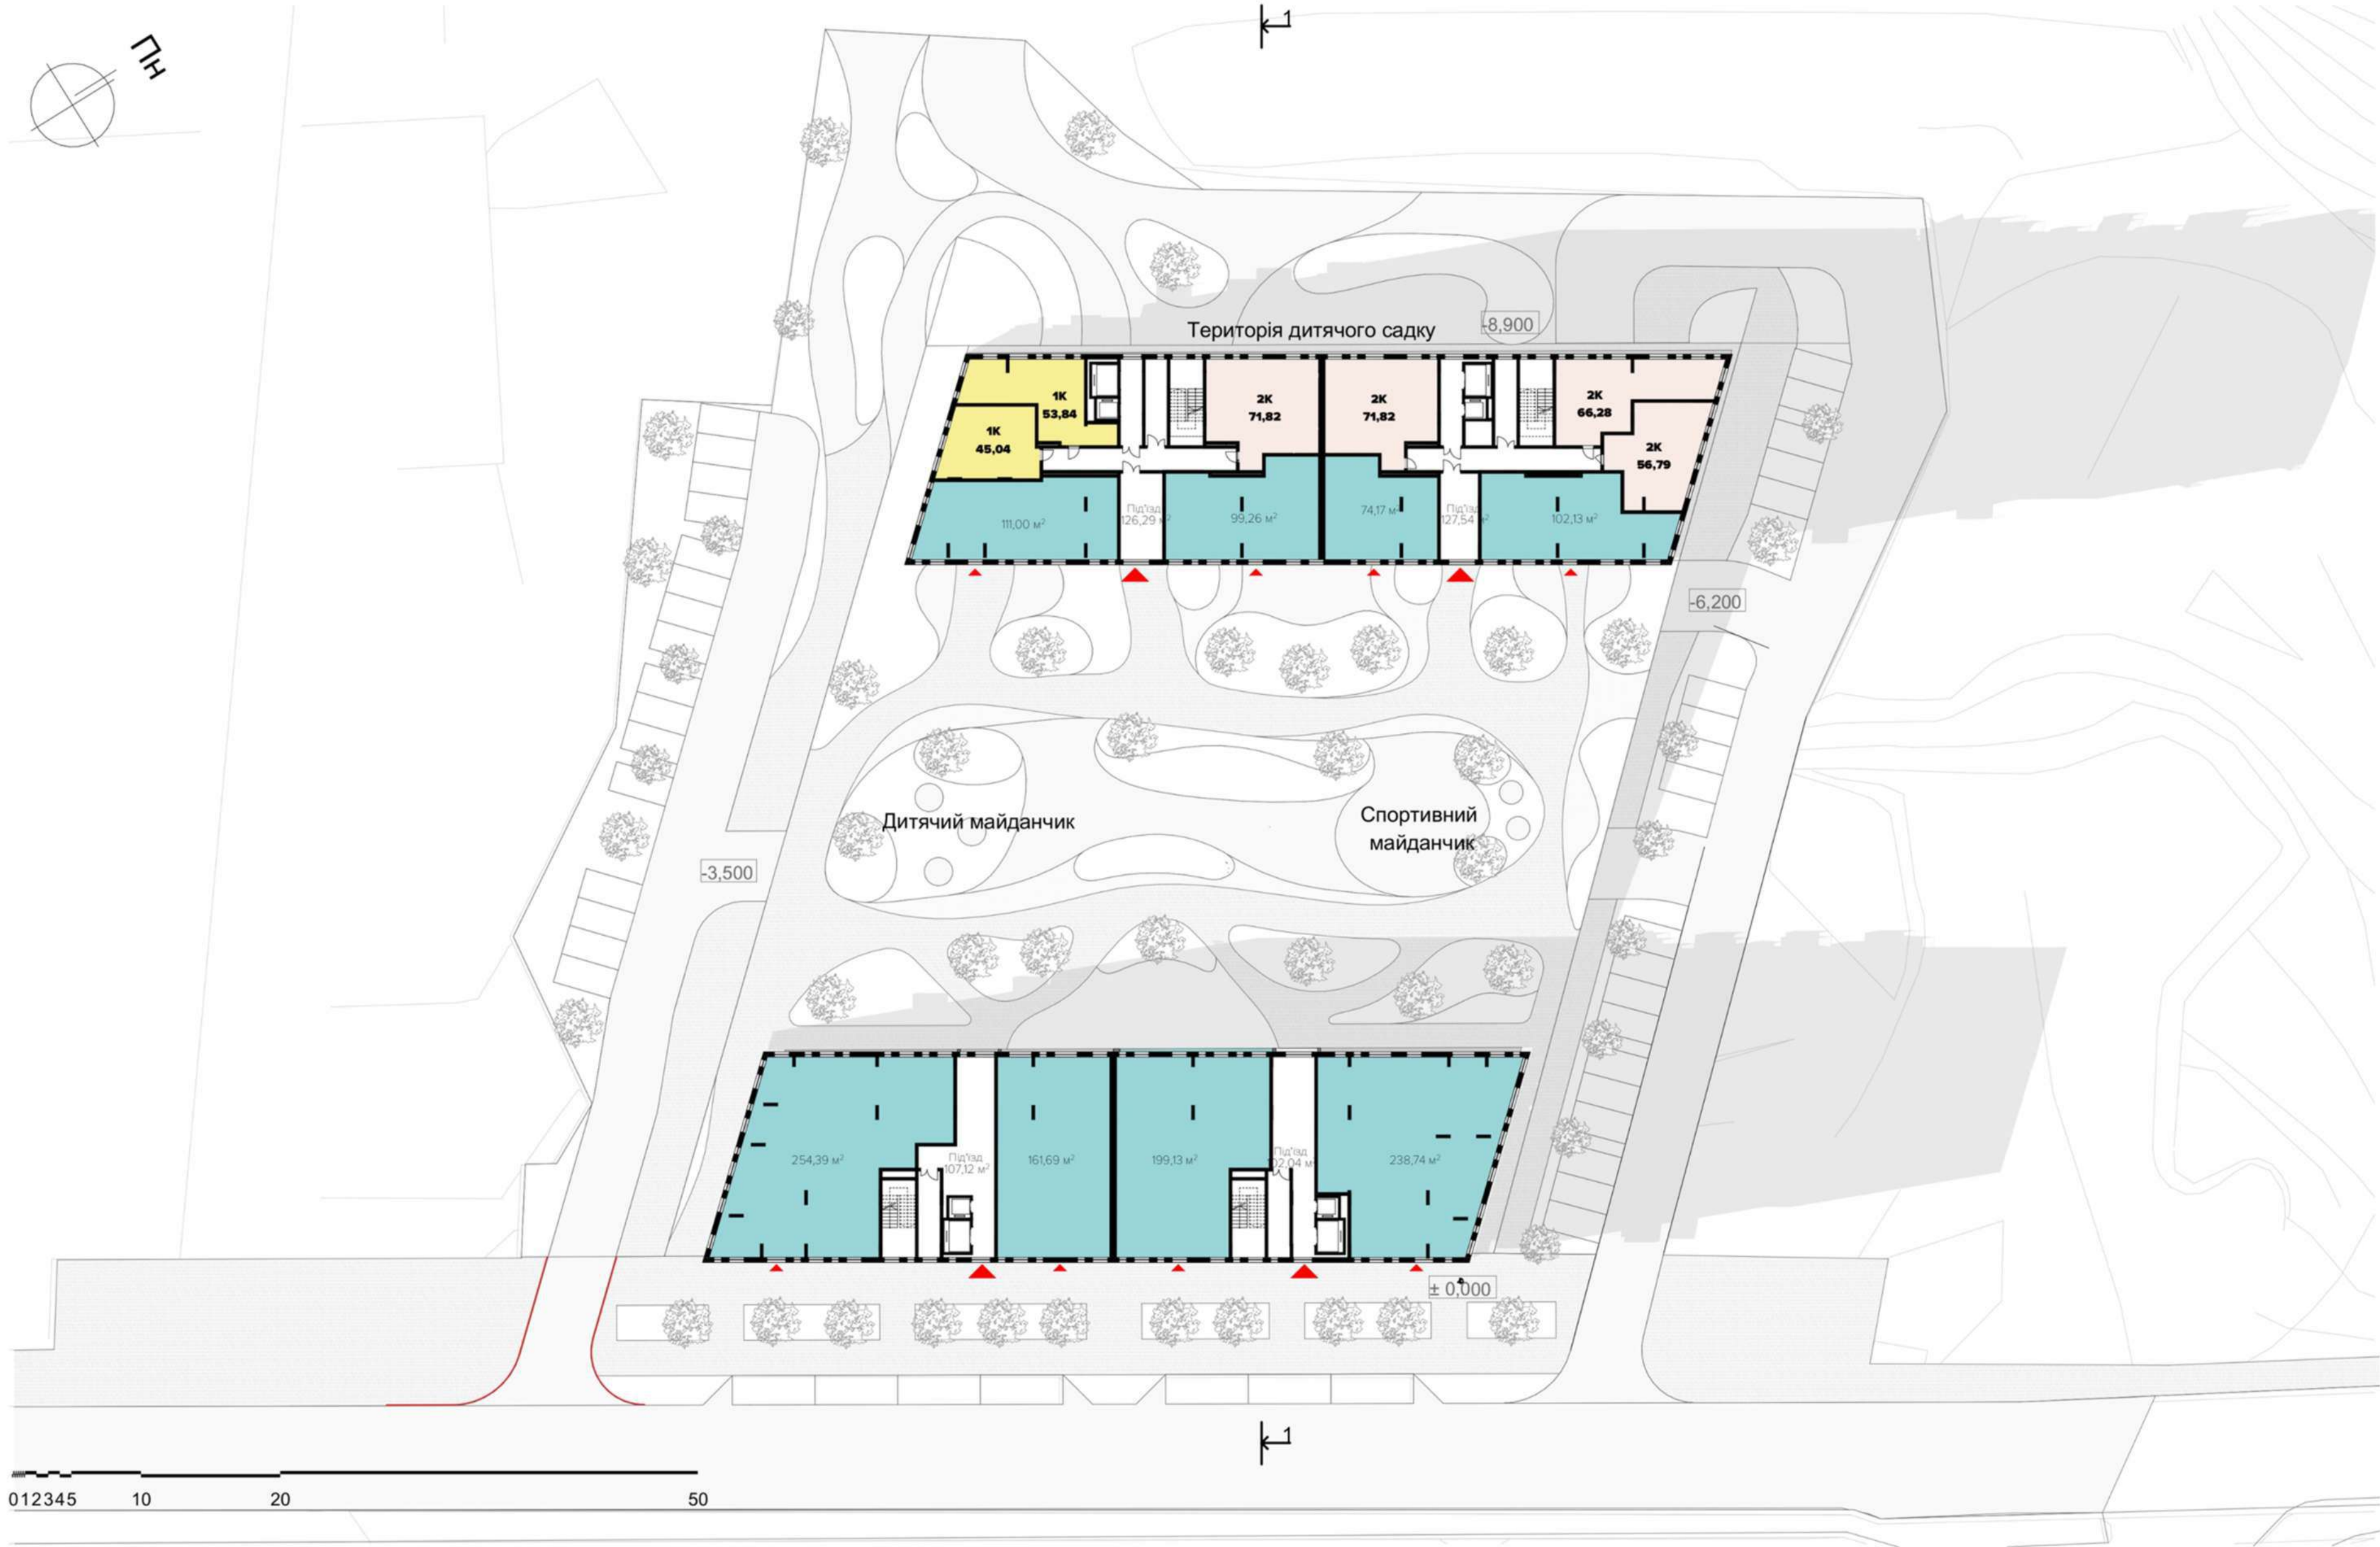 1
Пн
Територія дитячого садку
-8,900
1К
53,84
1К
45,04
2К
71,82
2К
71,82
2К
66,28
2К
56,79
111,00 м²
Під'їзд
126,29 м²
99,26 м²
74,17 м²
Під'їзд
127,54 м²
102,13 м²
-6,200
Дитячий майданчик
Спортивний
майданчик
-3,500
254,39 м²
Під'їзд
107,12 м²
161,69 м²
199,13 м²
Під'їзд
238,74 м²
± 0,000
1
0 1 2 3 4 5 10 20 50